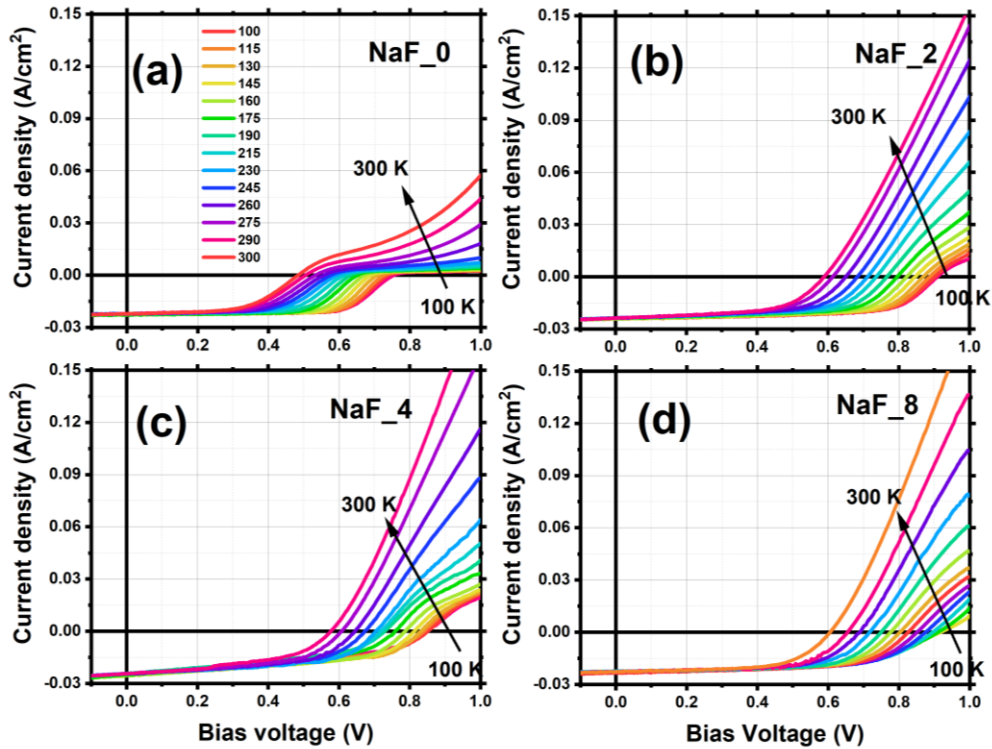 0.15
0.12
0.09
0.06
0.03
0.00
-0.03
Current density (A/cm²)
(a)
NaF_0
100
115
130
145
160
175
190
215
230
245
260
275
290
300
300 K
100 K
0.0 0.2 0.4 0.6 0.8 1.0
0.15
0.12
0.09
0.06
0.03
0.00
-0.03
Current density (A/cm²)
(b)
NaF_2
300 K
100 K
0.0 0.2 0.4 0.6 0.8 1.0
0.15
0.12
0.09
0.06
0.03
0.00
-0.03
Current density (A/cm²)
(c)
NaF_4
300 K
100 K
0.0 0.2 0.4 0.6 0.8 1.0
Bias voltage (V)
0.15
0.12
0.09
0.06
0.03
0.00
-0.03
Current density (A/cm²)
(d)
NaF_8
300 K
100 K
0.0 0.2 0.4 0.6 0.8 1.0
Bias Voltage (V)